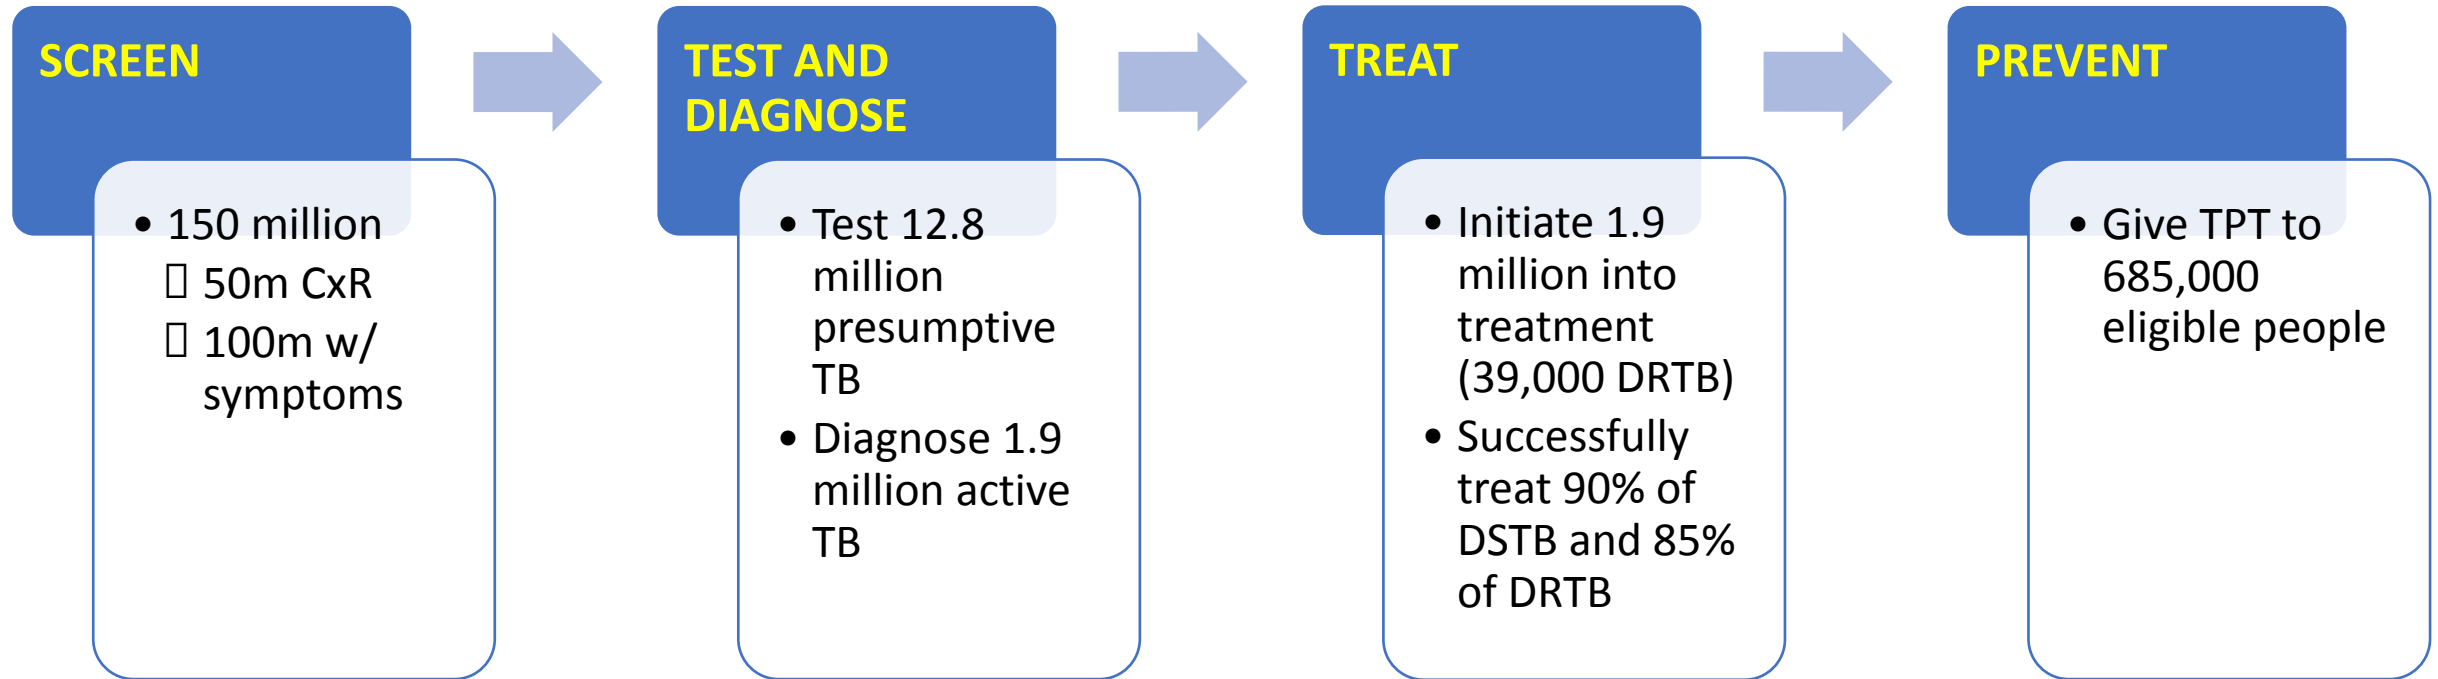 SCREEN
• 150 million
▯ 50m CxR
▯ 100m w/
symptoms
TEST AND
DIAGNOSE
• Test 12.8
million
presumptive
TB
• Diagnose 1.9
million active
TB
TREAT
• Initiate 1.9
million into
treatment
(39,000 DRTB)
• Successfully
treat 90% of
DSTB and 85%
of DRTB
PREVENT
• Give TPT to
685,000
eligible people